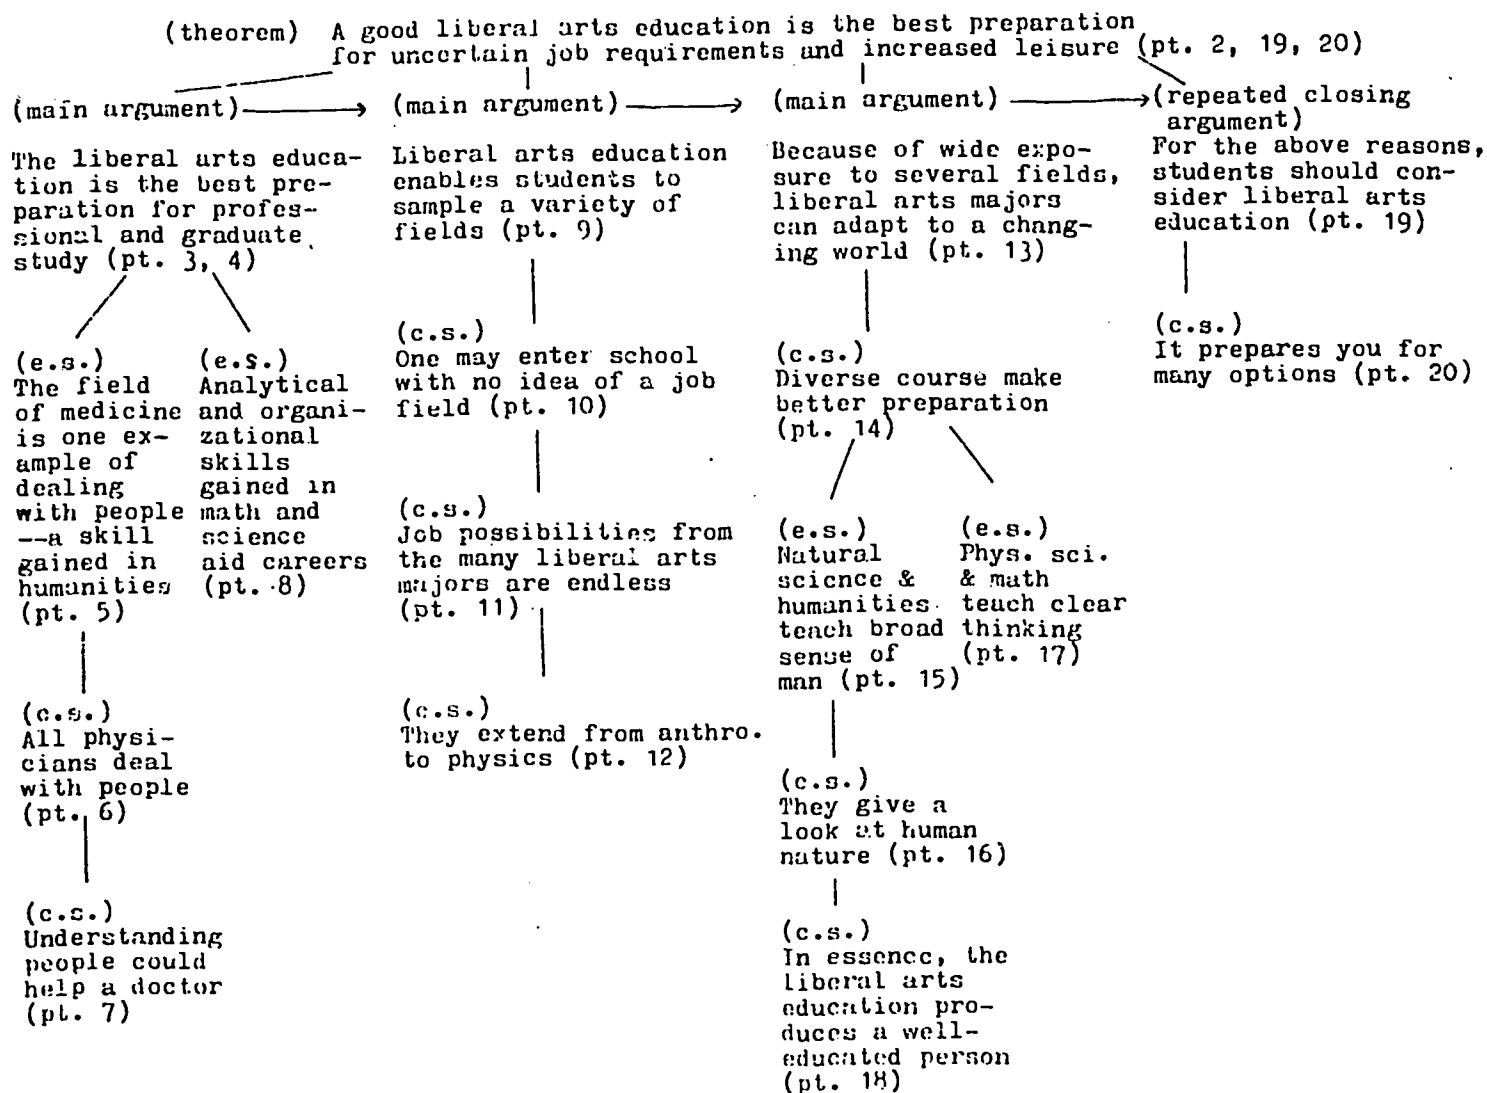 (theorem) A good liberal arts education is the best preparation
for uncertain job requirements and increased leisure (pt. 2, 19, 20)
(main argument)
The liberal arts educa-
tion is the best pre-
paration for profes-
sional and graduate
study (pt. 3, 4)
(e.s.)
The field
of medicine
is one ex-
ample of
dealing
with people
--a skill
gained in
humanities
(pt. 5)
(c.s.)
All physi-
cians deal
with people
(pt. 6)
(c.s.)
Understanding
people could
help a doctor
(pt. 7)
(e.s.)
Analytical
and organi-
zational
skills
gained in
math and
science
aid careers
(pt. 8)
(main argument)
Liberal arts education
enables students to
sample a variety of
fields (pt. 9)
(c.s.)
One may enter school
with no idea of a job
field (pt. 10)
(c.s.)
Job possibilities from
the many liberal arts
majors are endless
(pt. 11)
(c.s.)
They extend from anthro.
to physics (pt. 12)
(main argument)
Because of wide expo-
sure to several fields,
liberal arts majors
can adapt to a chang-
ing world (pt. 13)
(c.s.)
Diverse course make
better preparation
(pt. 14)
(e.s.)
Natural
science &
humanities
teach broad
sense of
man (pt. 15)
(c.s.)
They give a
look at human
nature (pt. 16)
(c.s.)
In essence, the
liberal arts
education pro-
duces a well-
educated person
(pt. 18)
(e.s.)
Phys. sci.
& math
teach clear
thinking
(pt. 17)
(repeated closing
argument)
For the above reasons,
students should con-
sider liberal arts
education (pt. 19)
(c.s.)
It prepares you for
many options (pt. 20)